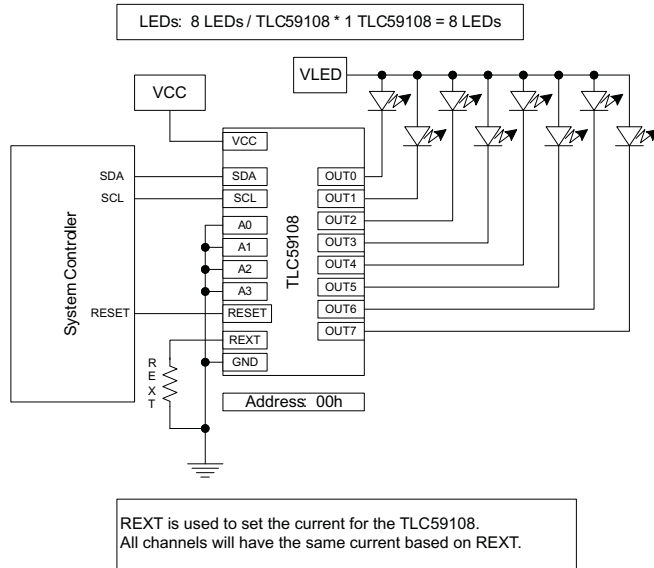 LEDs: 8 LEDs / TLC59108 * 1 TLC59108 = 8 LEDs
VLED
VCC
VCC
SDA
SDA
OUT0
SCL
SCL
OUT1
A0
OUT2
A1
OUT3
A2
OUT4
A3
OUT5
RESET
RESET
OUT6
REXT
OUT7
GND
System Controller
TLC59108
REXT
Address: 00h
REXT is used to set the current for the TLC59108.
All channels will have the same current based on REXT.